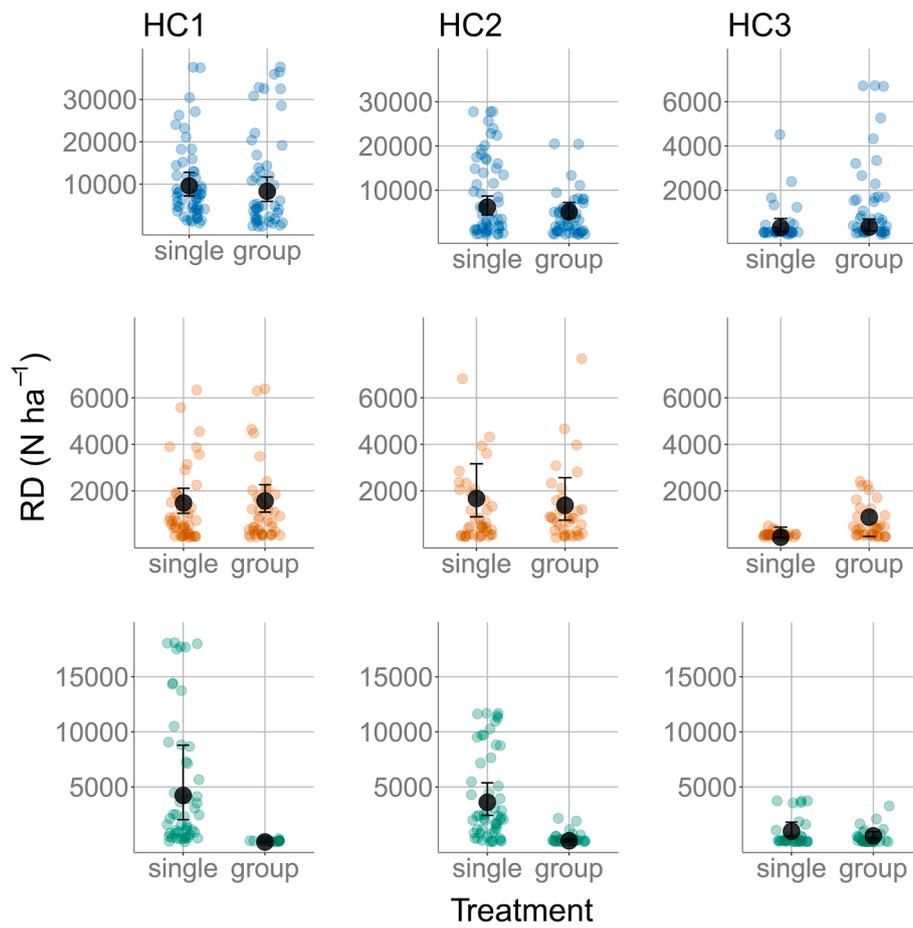 HC1 HC2 HC3
30000 30000 6000
20000 20000 4000
10000 10000 2000
single group single group single group
RD (N ha⁻¹)
6000 6000 6000
4000 4000 4000
2000 2000 2000
single group single group single group
15000 15000 15000
10000 10000 10000
5000 5000 5000
single group single group single group
Treatment